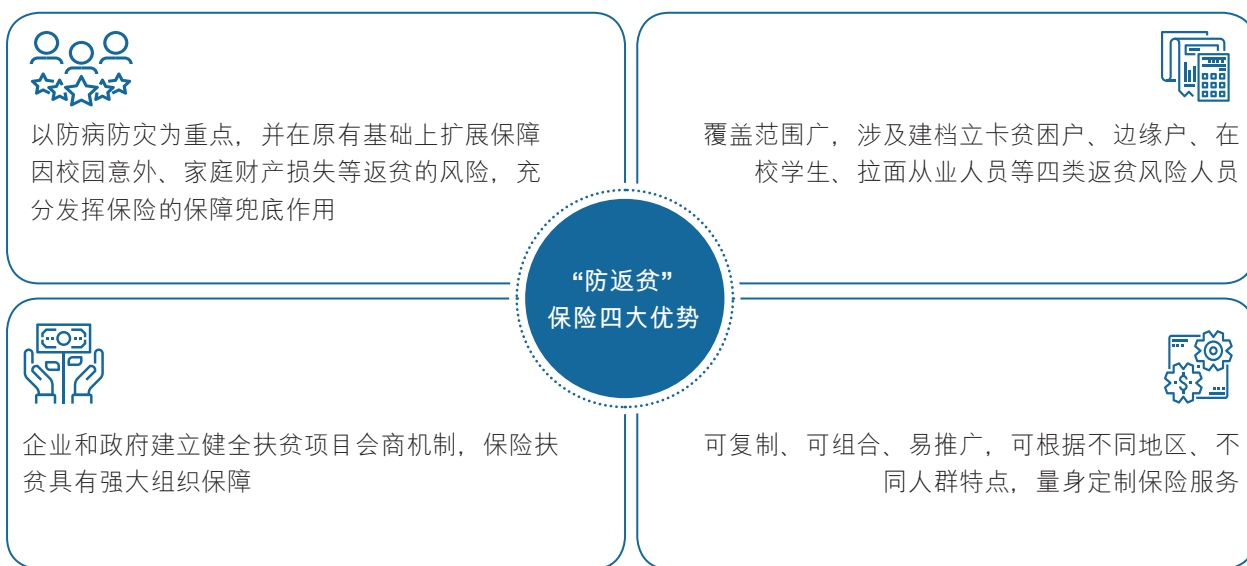 以防病防灾为重点，并在原有基础上扩展保障
因校园意外、家庭财产损失等返贫的风险，充
分发挥保险的保障兜底作用
覆盖范围广，涉及建档立卡贫困户、边缘户、在
校学生、拉面从业人员等四类返贫风险人员
“防返贫”
保险四大优势
企业和政府建立健全扶贫项目会商机制，保险扶
贫具有强大组织保障
可复制、可组合、易推广，可根据不同地区、不
同人群特点，量身定制保险服务